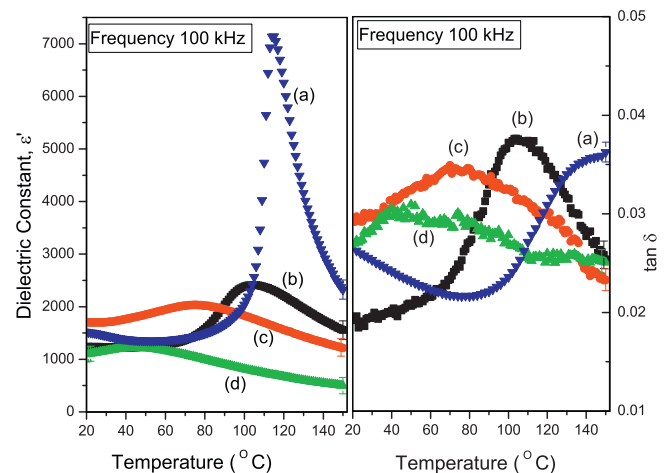 Frequency 100 kHz
7000
6000
5000
4000
3000
2000
1000
0
Dielectric Constant, ε'
(a)
(b)
(c)
(d)
20 40 60 80 100 120 140
Temperature ( °C)
Frequency 100 kHz
(b)
(a)
(c)
(d)
0.05
0.04
0.03
0.02
0.01
tan δ
20 40 60 80 100 120 140
Temperature ( °C)